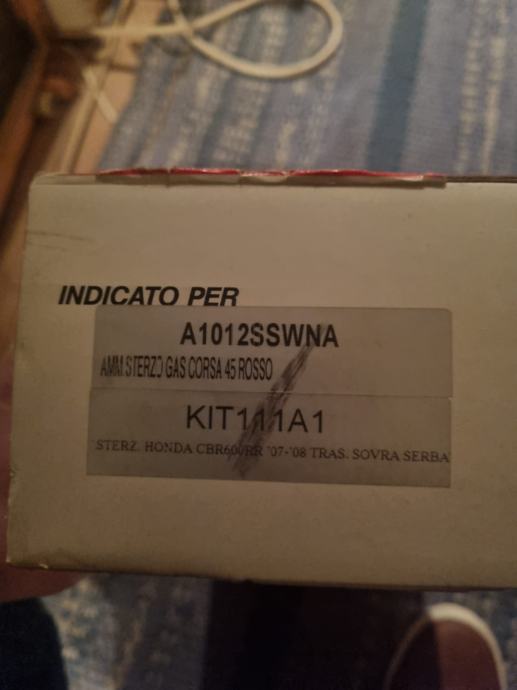 INDICATO PER
A1012SSWNA
AMM.STERZO GAS CORSA 45 ROSSO
KIT111A1
STERZ. HONDA CBR600RR '07-'08 TRAS. SOVRA SERBA